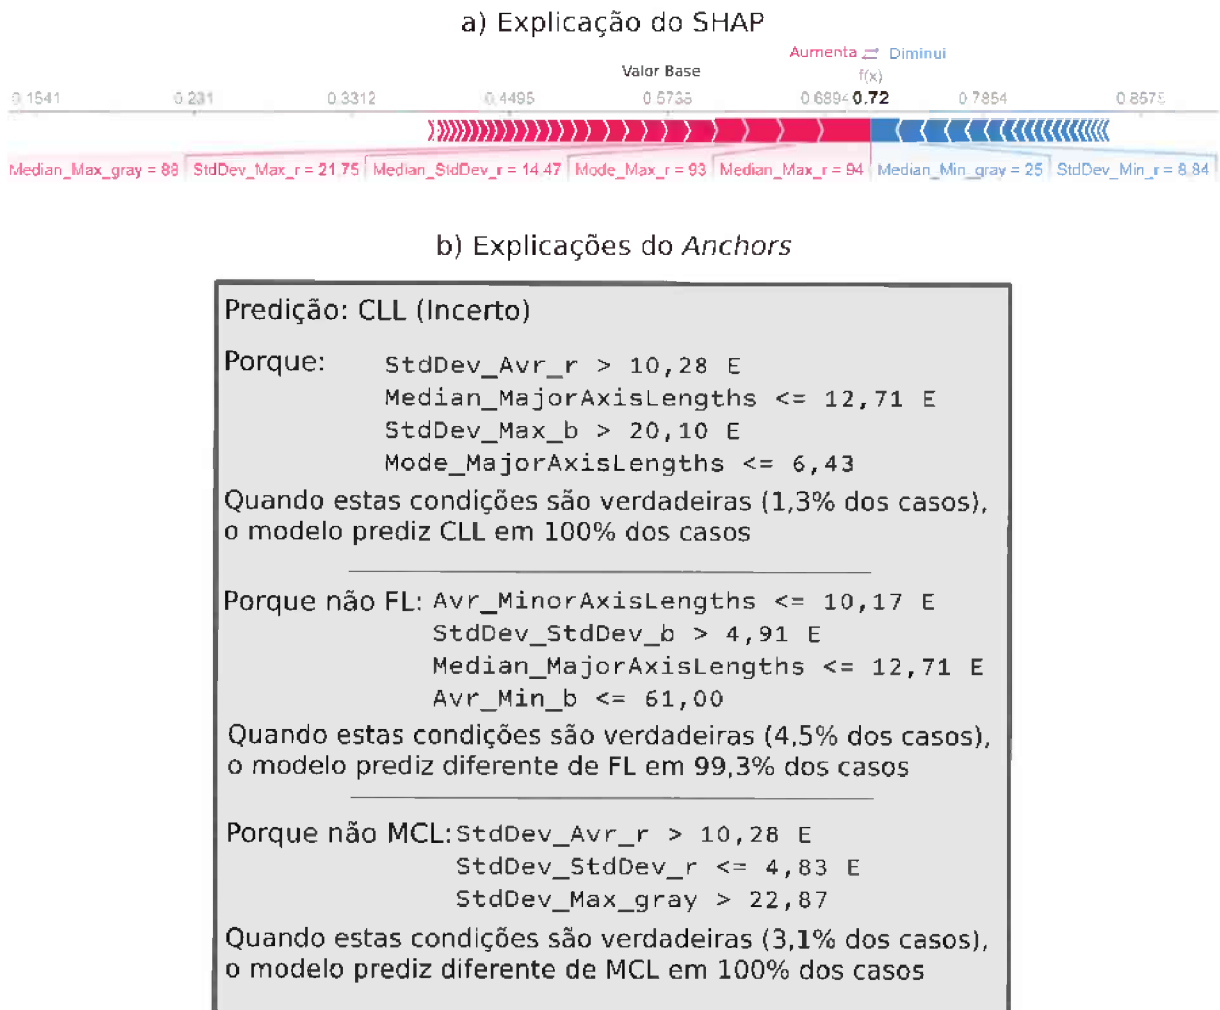 a) Explicação do SHAP
Aumenta ⇄ Diminui
Valor Base
f(x)
0.1541 0.231 0.3312 0.4495 0.5735 0.6894 0.72 0.7854 0.8575
Median_Max_gray = 88 StdDev_Max_r = 21.75 Median_StdDev_r = 14.47 Mode_Max_r = 93 Median_Max_r = 94 Median_Min_gray = 25 StdDev_Min_r = 8.84
b) Explicações do Anchors
Predição: CLL (Incerto)
Porque: StdDev_Avr_r > 10,28 E
Median_MajorAxisLengths <= 12,71 E
StdDev_Max_b > 20,10 E
Mode_MajorAxisLengths <= 6,43
Quando estas condições são verdadeiras (1,3% dos casos),
o modelo prediz CLL em 100% dos casos
Porque não FL: Avr_MinorAxisLengths <= 10,17 E
StdDev_StdDev_b > 4,91 E
Median_MajorAxisLengths <= 12,71 E
Avr_Min_b <= 61,00
Quando estas condições são verdadeiras (4,5% dos casos),
o modelo prediz diferente de FL em 99,3% dos casos
Porque não MCL: StdDev_Avr_r > 10,28 E
StdDev_StdDev_r <= 4,83 E
StdDev_Max_gray > 22,87
Quando estas condições são verdadeiras (3,1% dos casos),
o modelo prediz diferente de MCL em 100% dos casos